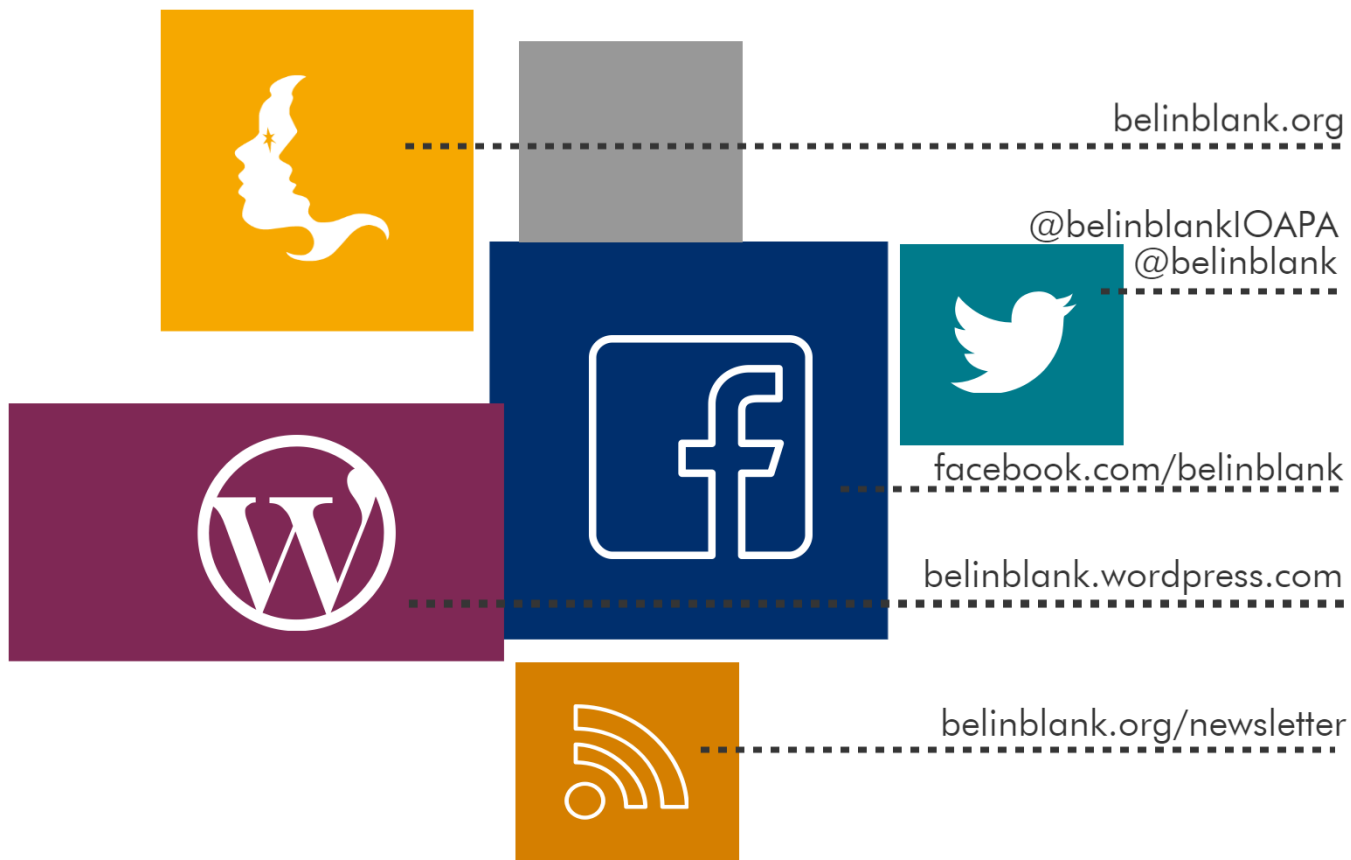 belinblank.org
@belinblankIOAPA
@belinblank
facebook.com/belinblank
belinblank.wordpress.com
belinblank.org/newsletter